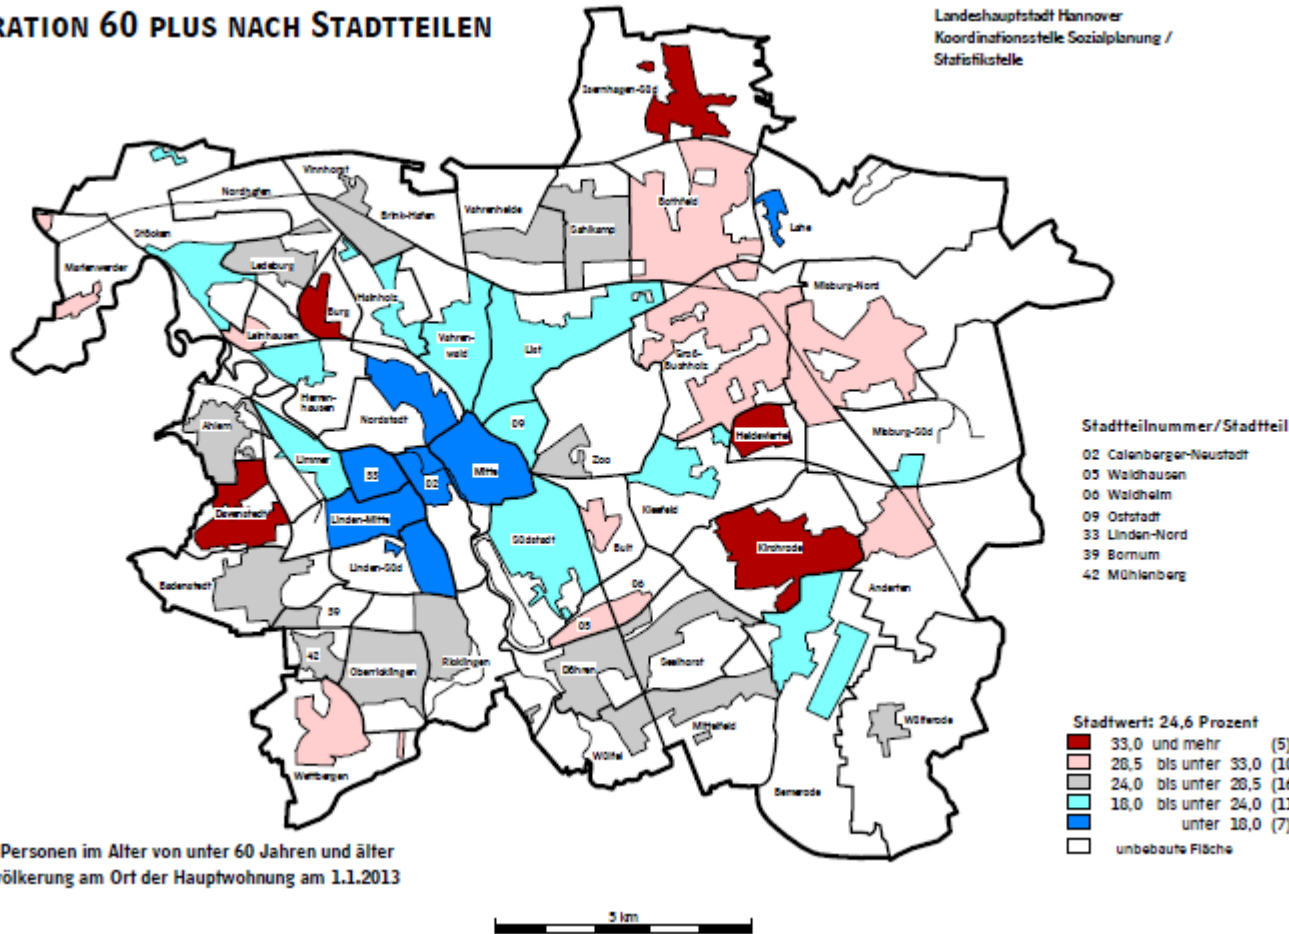 RATION 60 PLUS NACH STADTTEILEN
Landeshauptstadt Hannover
Koordinationsstelle Sozialplanung /
Statistikstelle
Isernhagen-Süd
Vinnhorst
Nordhafen
Brink-Hafen
Vahrenheide
Sahlkamp
Bothfeld
Lahe
Stöcken
Marienwerder
Ledeburg
Hainholz
Burg
Leinhausen
Misburg-Nord
Vahren-
wald
List
Groß-
Buchholz
Herren-
hausen
Nordstadt
Ahlem
09
Heideviertel
Misburg-Süd
Limmer
Zoo
33
02
Mitte
Davenstedt
Linden-Mitte
Kleefeld
Südstadt
Bult
Kirchrode
Linden-Süd
Badenstedt
06
Anderten
39
05
42
Oberricklingen
Ricklingen
Döhren
Seelhorst
Mittelfeld
Wülferode
Wülfel
Wettbergen
Bemerode
Stadtteilnummer/Stadtteil
02 Calenberger-Neustadt
05 Waldhausen
06 Waldheim
09 Oststadt
33 Linden-Nord
39 Bornum
42 Mühlenberg
Stadtwert: 24,6 Prozent
33,0 und mehr (5)
28,5 bis unter 33,0 (10
24,0 bis unter 28,5 (16
18,0 bis unter 24,0 (11
unter 18,0 (7)
unbebaute Fläche
Personen im Alter von unter 60 Jahren und älter
völkerung am Ort der Hauptwohnung am 1.1.2013
5 km